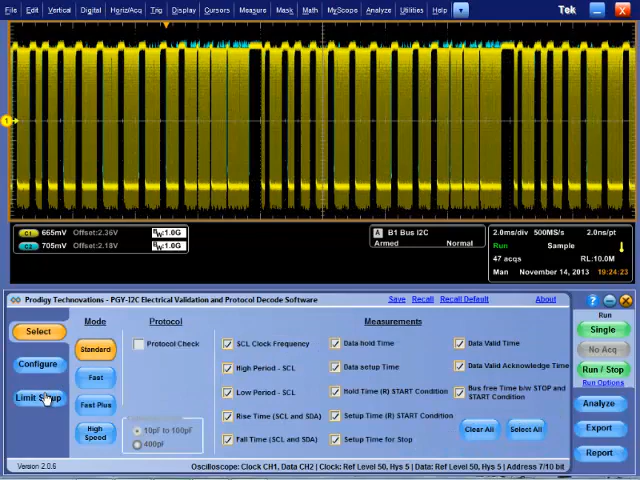 File Edit Vertical Digital Horiz/Acq Trig Display Cursors Measure Mask Math MyScope Analyze Utilities Help Tek
1
C1 665mV Offset:2.36V BW:1.0G
C2 705mV Offset:2.18V BW:1.0G
A B1 Bus I2C
Armed Normal
2.0ms/div 500MS/s 2.0ns/pt
Run Sample
47 acqs RL:10.0M
Man November 14, 2013 19:24:23
Prodigy Technovations - PGY-I2C Electrical Validation and Protocol Decode Software Save Recall Recall Default About ?
Run
Select Mode Protocol Measurements Single
Standard Protocol Check SCL Clock Frequency Data hold Time Data Valid Time No Acq
Configure Fast High Period - SCL Data setup Time Data Valid Acknowledge Time Run / Stop
Run Options
Limit Setup Fast Plus Low Period - SCL Hold Time (R) START Condition Bus free Time b/w STOP and START Condition Analyze
High Speed 10pF to 100pF Rise Time (SCL and SDA) Setup Time (R) START Condition Clear All Select All Export
400pF Fall Time (SCL and SDA) Setup Time for Stop Report
Version 2.0.6 Oscilloscope: Clock CH1, Data CH2 | Clock: Ref Level 50, Hys 5 | Data: Ref Level 50, Hys 5 | Address 7/10 bit